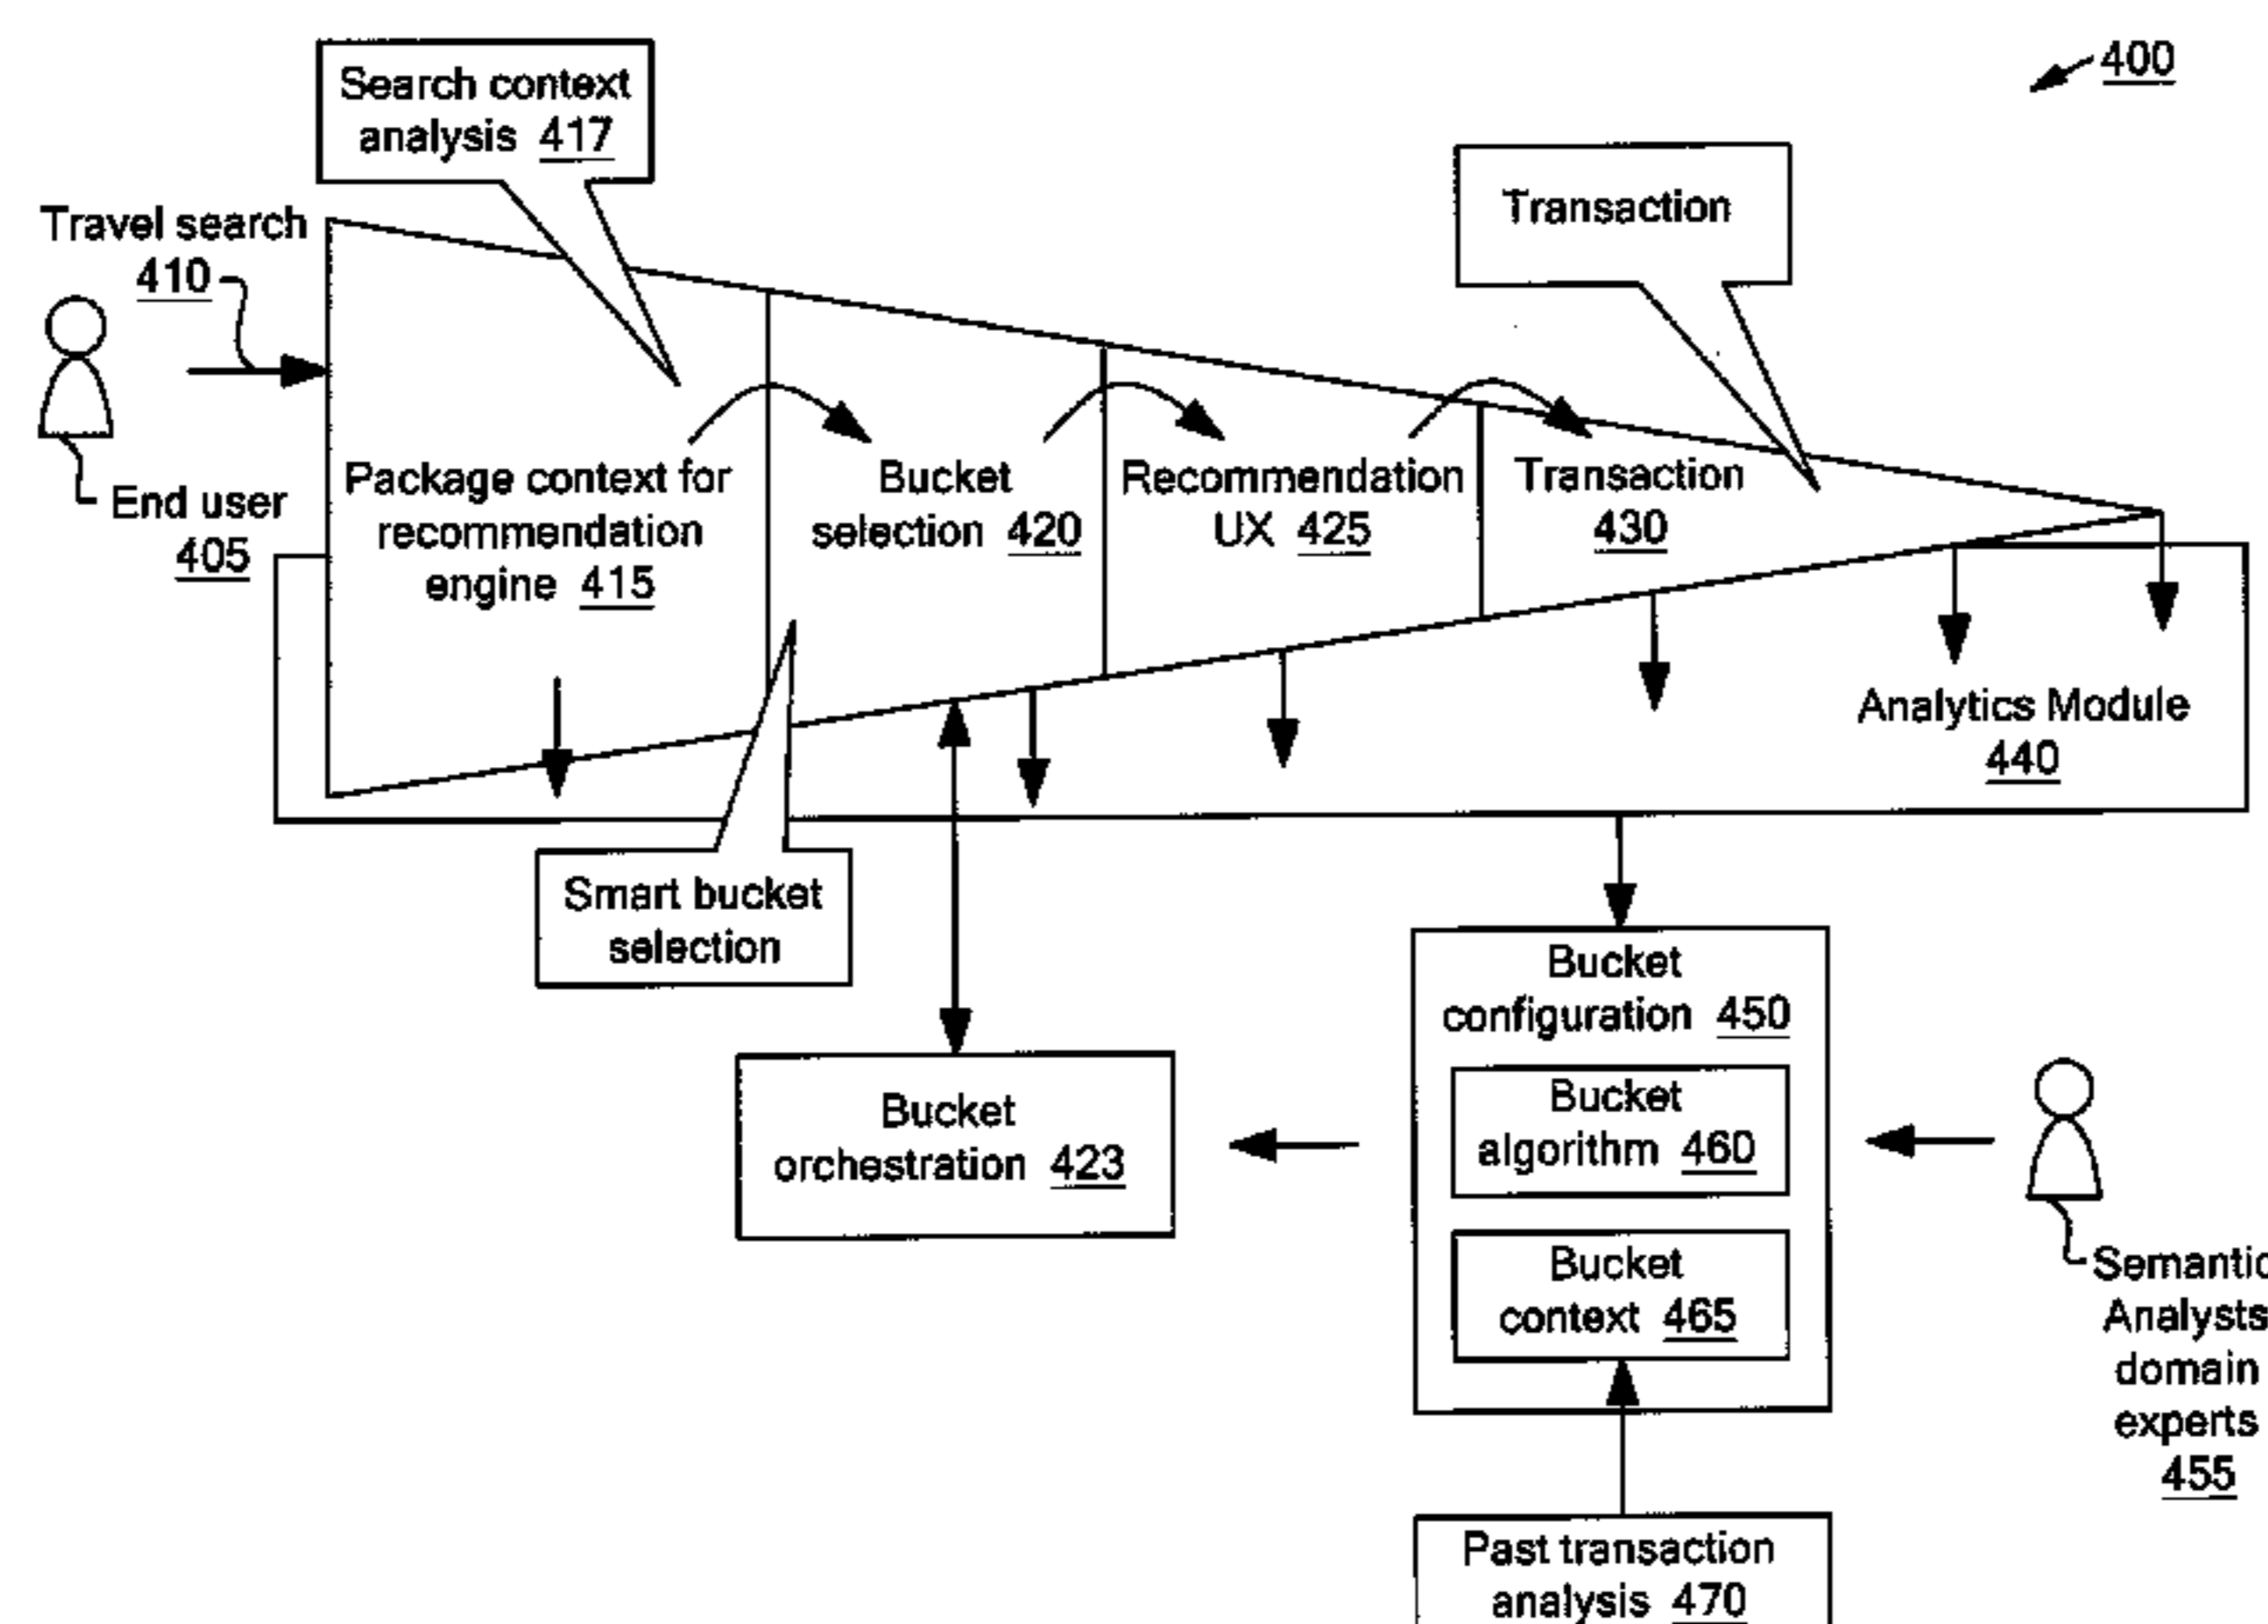 400
Search context
analysis 417
Transaction
Travel search
410
End user
405
Package context for
recommendation
engine 415
Bucket
selection 420
Recommendation
UX 425
Transaction
430
Analytics Module
440
Smart bucket
selection
Bucket
orchestration 423
Bucket
configuration 450
Bucket
algorithm 460
Bucket
context 465
Semantic
Analysts
domain
experts
455
Past transaction
analysis 470